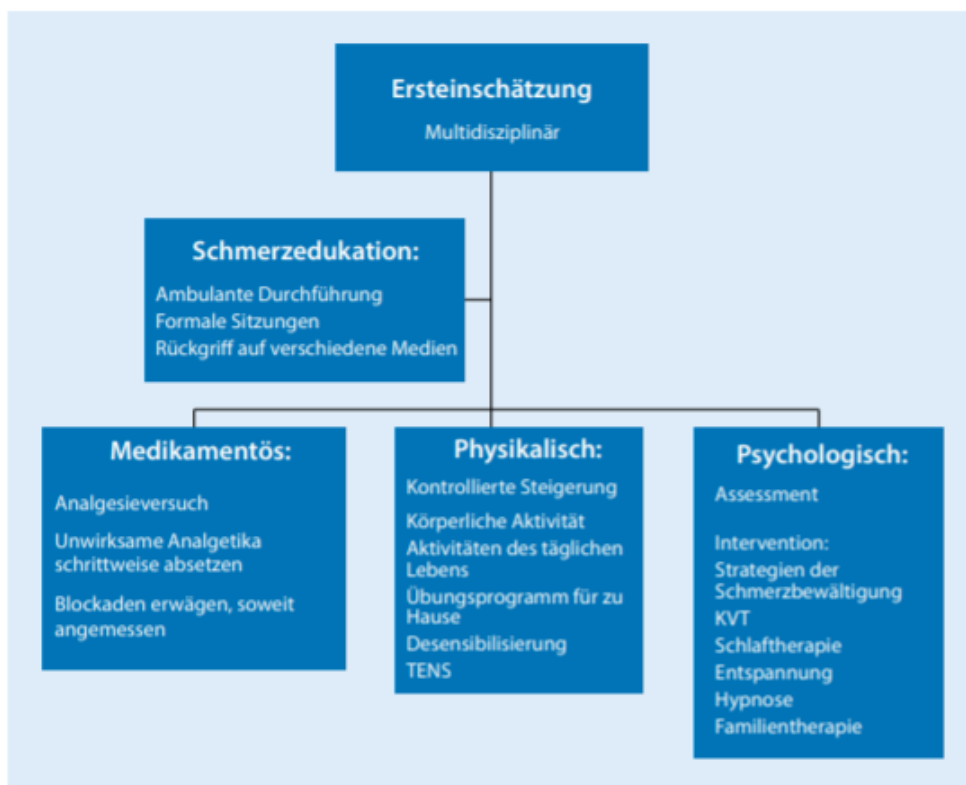 Ersteinschätzung
Multidisziplinär
Schmerzedukation:
Ambulante Durchführung
Formale Sitzungen
Rückgriff auf verschiedene Medien
Medikamentös:
Analgesieversuch
Unwirksame Analgetika
schrittweise absetzen
Blockaden erwägen, soweit
angemessen
Physikalisch:
Kontrollierte Steigerung
Körperliche Aktivität
Aktivitäten des täglichen
Lebens
Übungsprogramm für zu
Hause
Desensibilisierung
TENS
Psychologisch:
Assessment
Intervention:
Strategien der
Schmerzbewältigung
KVT
Schlaftherapie
Entspannung
Hypnose
Familientherapie